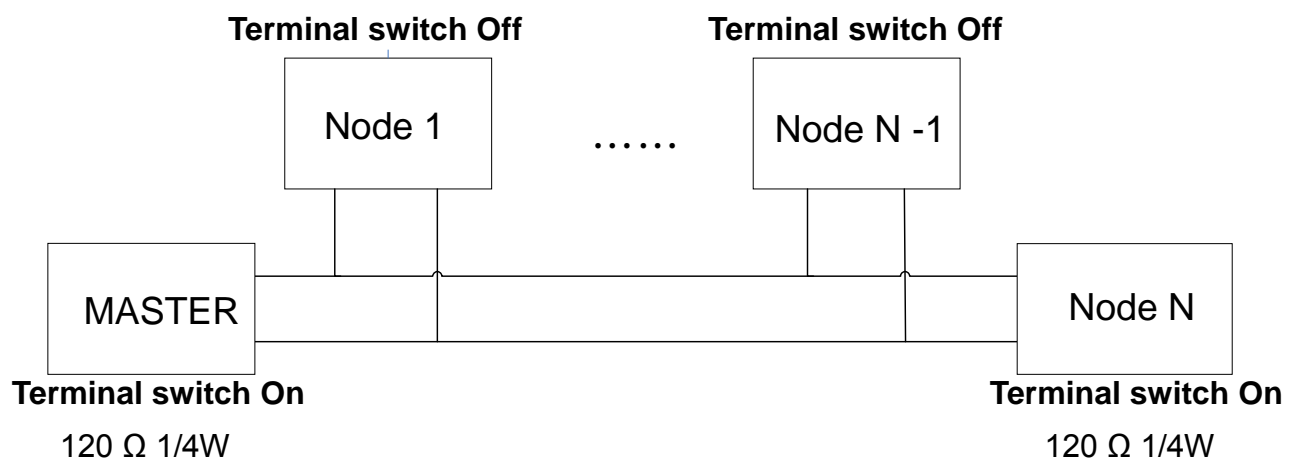 Terminal switch Off
Terminal switch Off
Node 1
……
Node N -1
MASTER
Node N
Terminal switch On
Terminal switch On
120 Ω 1/4W
120 Ω 1/4W